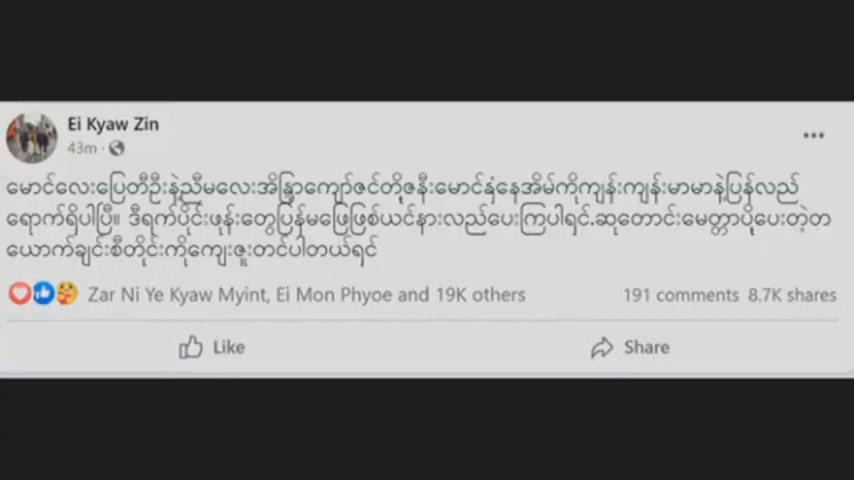 Ei Kyaw Zin
43m ·
မောင်လေးပြေတီဦးနဲ့ညီမလေးအိန္ဒြာကျော်ဇင်တို့ဇနီးမောင်နှံနေအိမ်ကိုကျန်းကျန်းမာမာနဲ့ပြန်လည်
ရောက်ရှိပါပြီ။ ဒီရက်ပိုင်းဖုန်းတွေပြန်မဖြေဖြစ်ယင်နားလည်ပေးကြပါရှင်.ဆုတောင်းမေတ္တာပို့ပေးတဲ့တ
ယောက်ချင်းစီတိုင်းကိုကျေးဇူးတင်ပါတယ်ရှင်
Zar Ni Ye Kyaw Myint, Ei Mon Phyoe and 19K others
191 comments 8.7K shares
Like
Share